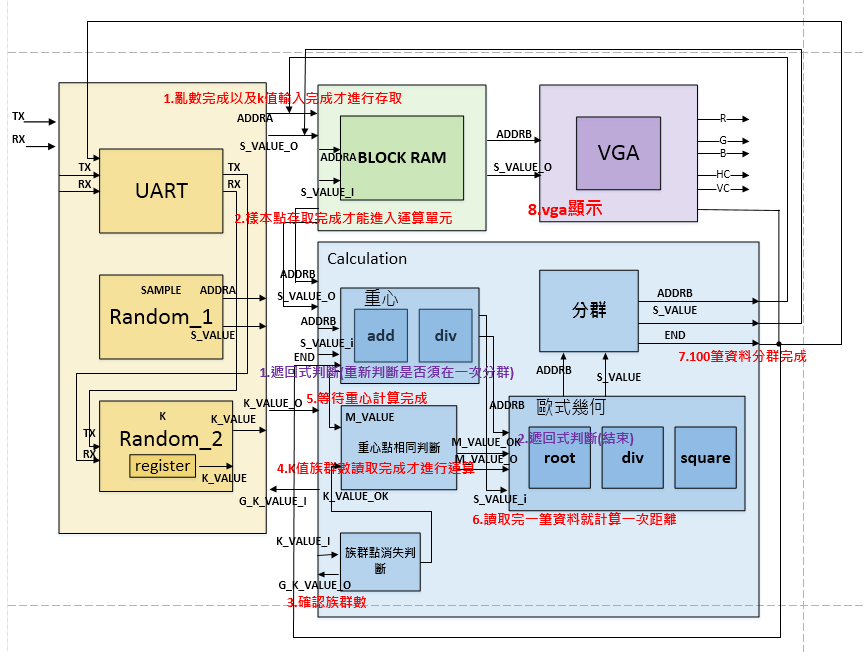 1.亂數完成以及k值輸入完成才進行存取
TX
ADDRA
RX
S_VALUE_O
ADDRA
BLOCK RAM
S_VALUE_I
ADDRB
S_VALUE_O
VGA
R
G
B
HC
VC
TX
RX
UART
TX
RX
2.樣本點存取完成才能進入運算單元
8.vga顯示
Calculation
ADDRB
S_VALUE_O
SAMPLE
ADDRA
Random_1
S_VALUE
重心
add
div
ADDRB
S_VALUE_i
END
分群
ADDRB
S_VALUE
END
7.100筆資料分群完成
1.遞回式判斷(重新判斷是否須在一次分群)
ADDRB
S_VALUE
5.等待重心計算完成
K
K_VALUE
Random_2
TX
RX
register
K_VALUE
K_VALUE_O
M_VALUE
重心點相同判斷
ADDRB
M_VALUE_OK
M_VALUE_O
歐式幾何
2.遞回式判斷(結束)
root
div
square
4.K值族群數讀取完成才進行運算
G_K_VALUE_I
K_VALUE_OK
S_VALUE_i
6.讀取完一筆資料就計算一次距離
K_VALUE_I
族群點消失判
斷
G_K_VALUE_O
3.確認族群數